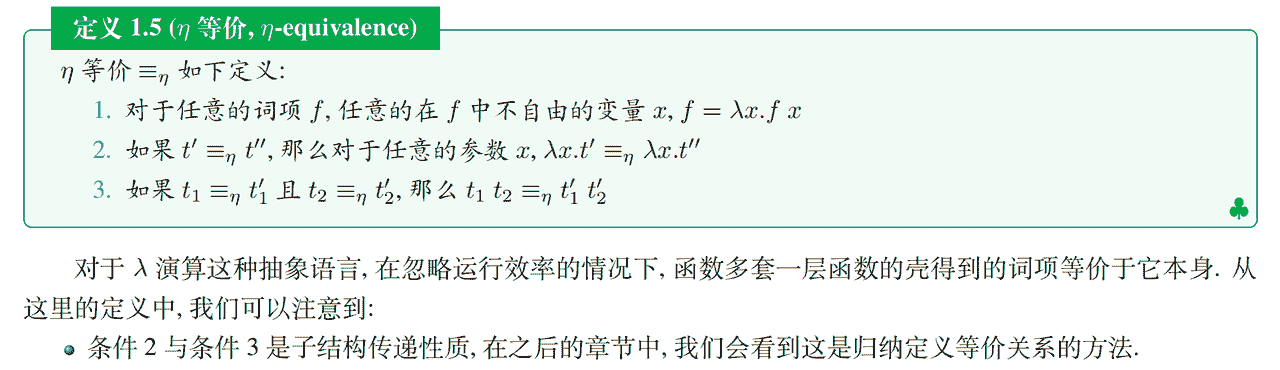 定义 1.5 (η 等价, η-equivalence)
η 等价 ≡η 如下定义:
1. 对于任意的词项 f, 任意的在 f 中不自由的变量 x, f = λx.f x
2. 如果 t′ ≡η t′′, 那么对于任意的参数 x, λx.t′ ≡η λx.t′′
3. 如果 t1 ≡η t′1 且 t2 ≡η t′2, 那么 t1 t2 ≡η t′1 t′2
♣
对于 λ 演算这种抽象语言, 在忽略运行效率的情况下, 函数多套一层函数的壳得到的词项等价于它本身. 从
这里的定义中, 我们可以注意到:
条件 2 与条件 3 是子结构传递性质, 在之后的章节中, 我们会看到这是归纳定义等价关系的方法.